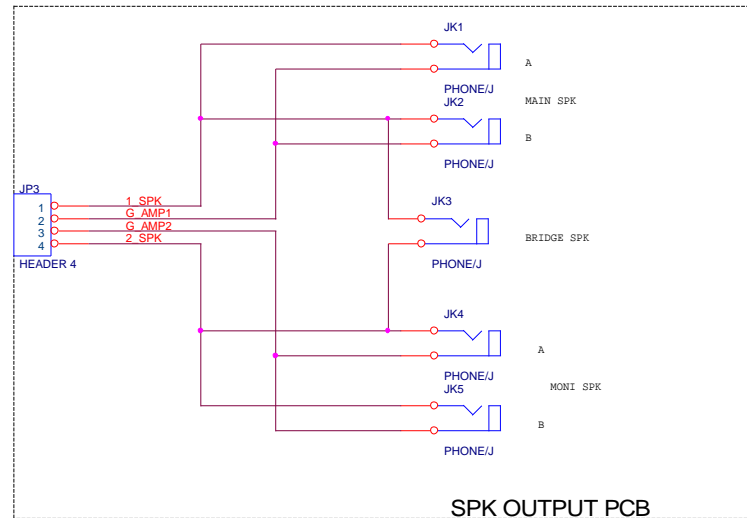 JK1
A
PHONE/J
JK2
MAIN SPK
B
PHONE/J
JP3
1
2
3
4
HEADER 4
1_SPK
G_AMP1
G_AMP2
2_SPK
JK3
BRIDGE SPK
PHONE/J
JK4
A
PHONE/J
JK5
MONI SPK
B
PHONE/J
SPK OUTPUT PCB